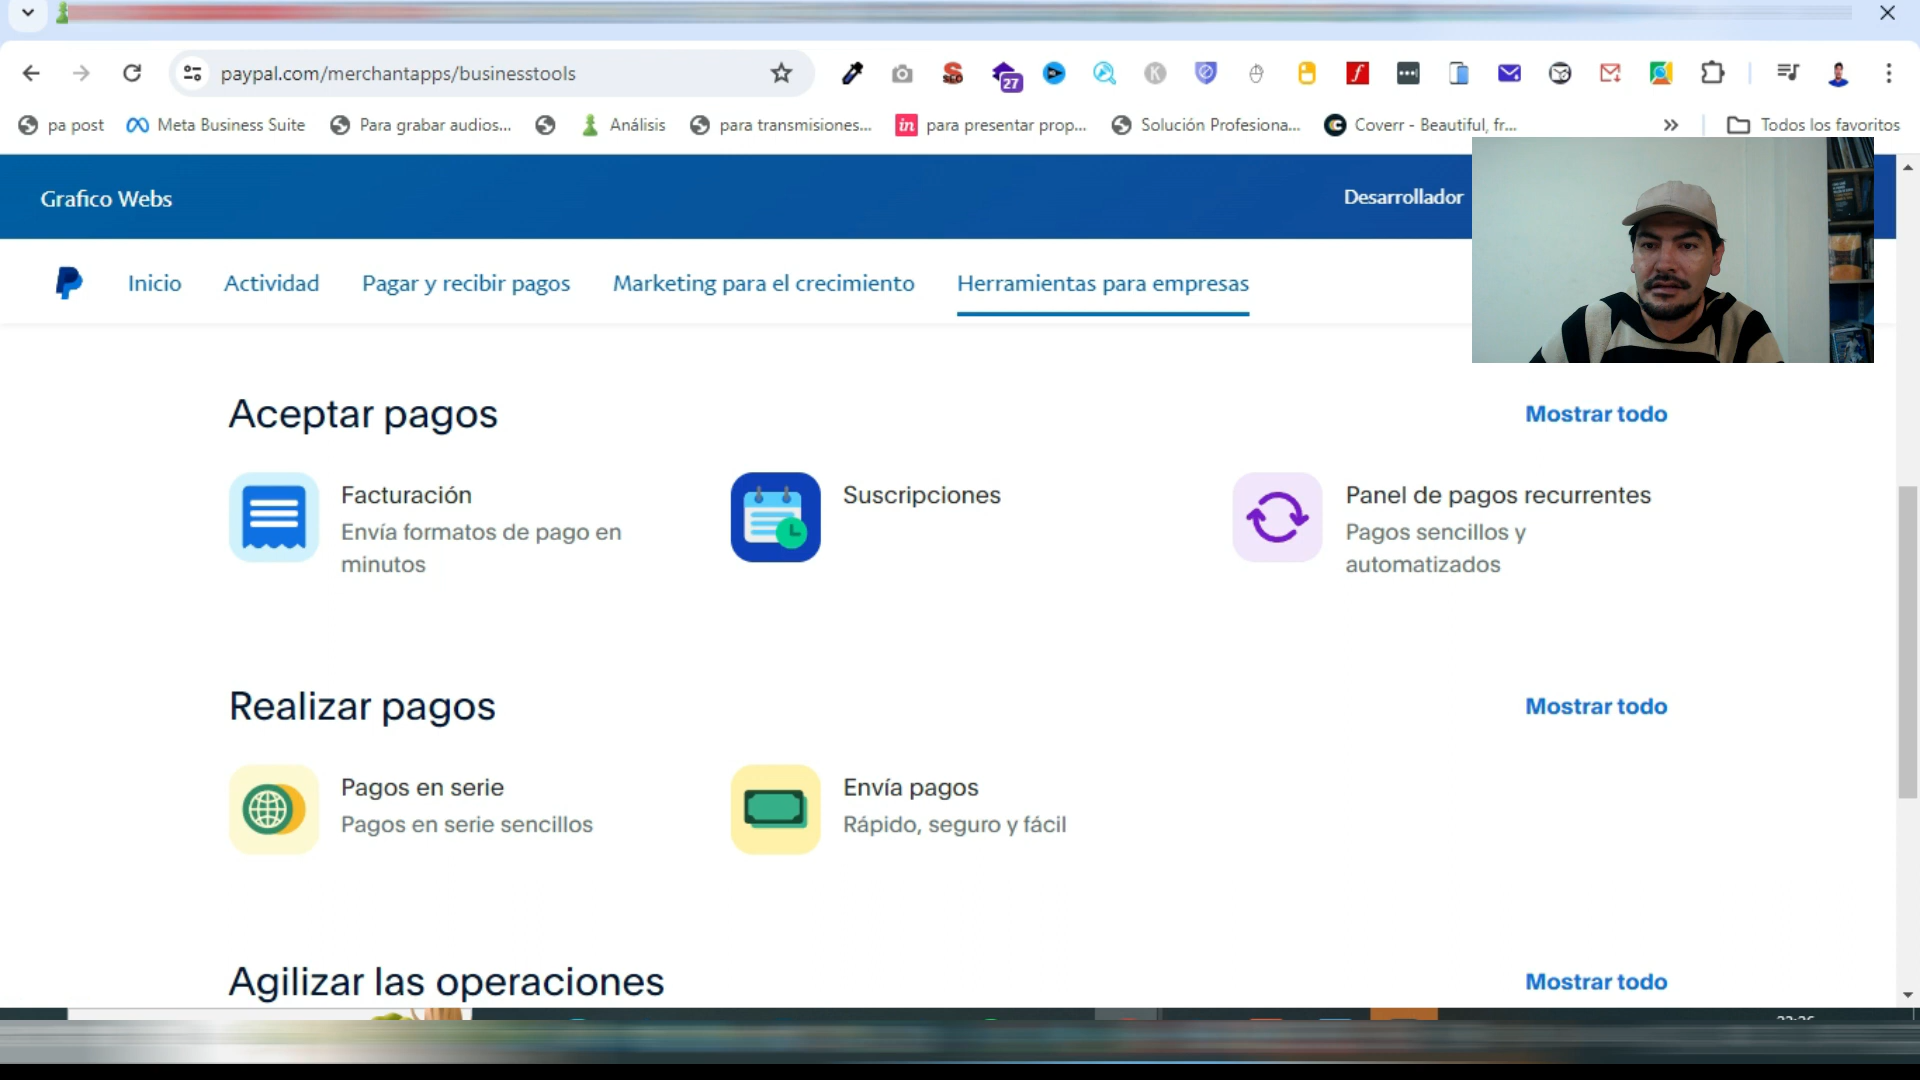 paypal.com/merchantapps/businesstools
SEO
27
K
pa post
Meta Business Suite
Para grabar audios...
Análisis
para transmisiones...
in
para presentar prop...
Solución Profesiona...
Coverr - Beautiful, fr...
Todos los favoritos
Grafico Webs
Desarrollador
Inicio
Actividad
Pagar y recibir pagos
Marketing para el crecimiento
Herramientas para empresas
Aceptar pagos
Mostrar todo
Facturación
Envía formatos de pago en
minutos
Suscripciones
Panel de pagos recurrentes
Pagos sencillos y
automatizados
Realizar pagos
Mostrar todo
Pagos en serie
Pagos en serie sencillos
Envía pagos
Rápido, seguro y fácil
Agilizar las operaciones
Mostrar todo